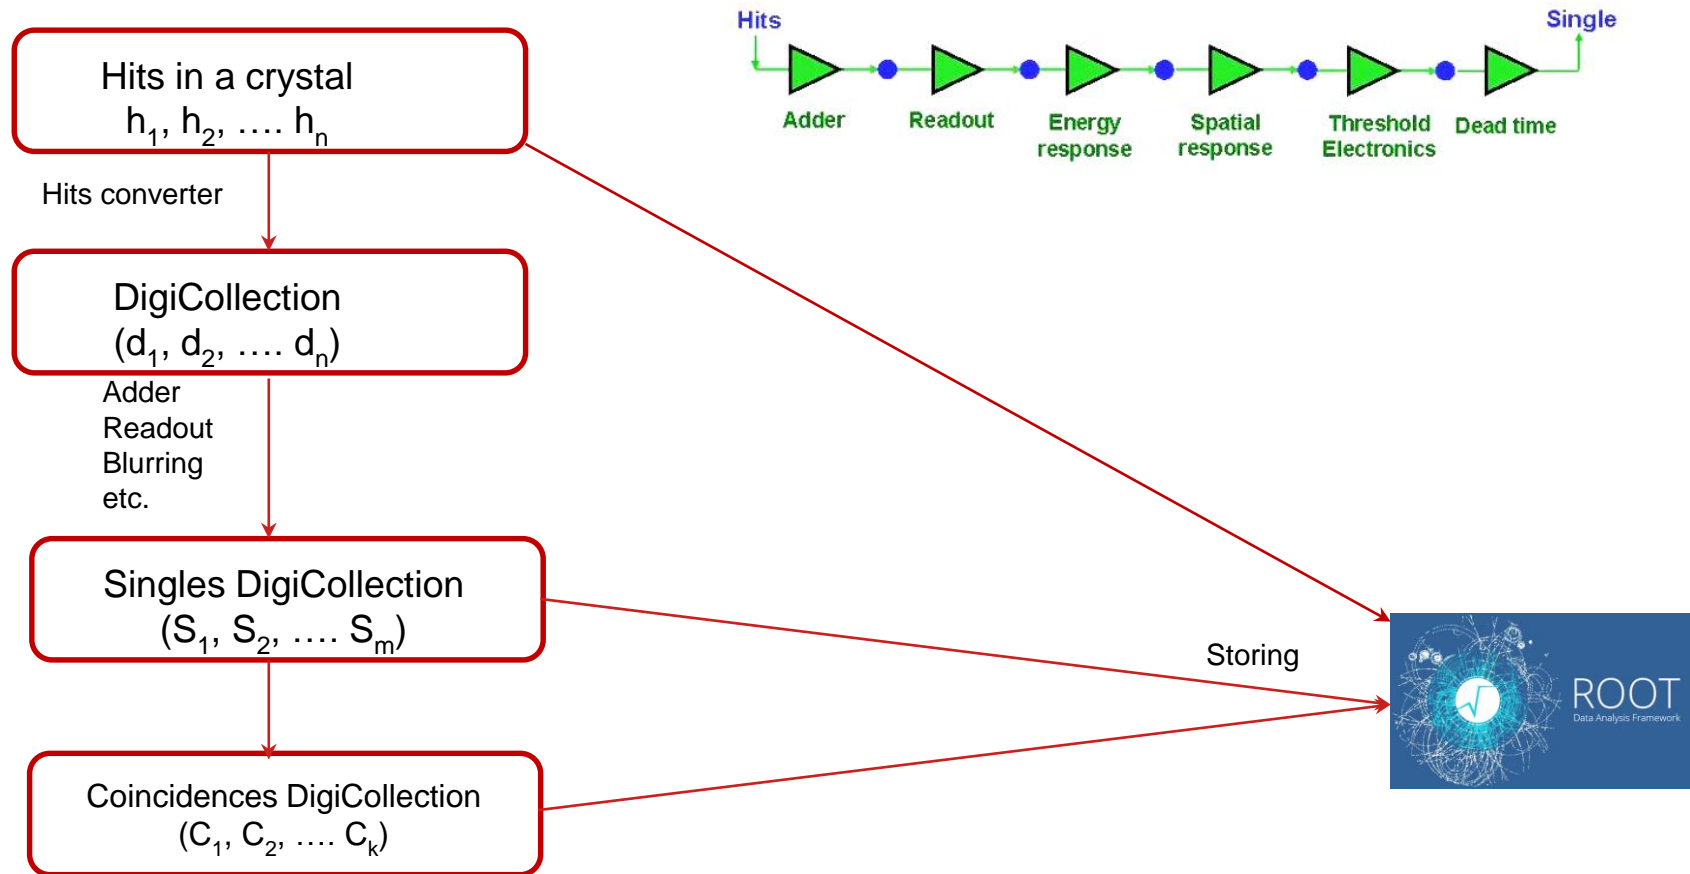 Hits in a crystal
h1, h2, .... hn
Hits converter
DigiCollection
(d1, d2, .... dn)
Adder
Readout
Blurring
etc.
Singles DigiCollection
(S1, S2, .... Sm)
Coincidences DigiCollection
(C1, C2, .... Ck)
Hits
Single
Adder
Readout
Energy
response
Spatial
response
Threshold
Electronics
Dead time
Storing
ROOT
Data Analysis Framework